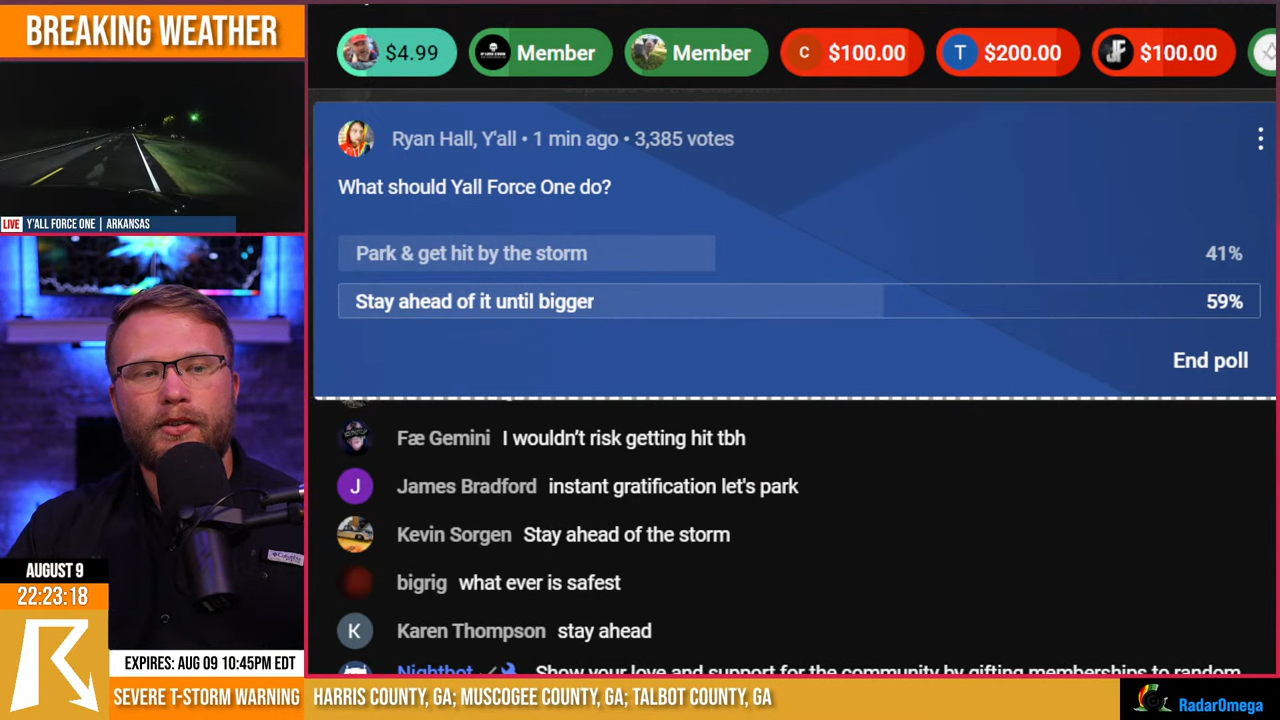 BREAKING WEATHER
LIVE Y'ALL FORCE ONE | ARKANSAS
$4.99
Member
Member
C $100.00
T $200.00
JF $100.00
Ryan Hall, Y'all • 1 min ago • 3,385 votes
What should Yall Force One do?
Park & get hit by the storm 41%
Stay ahead of it until bigger 59%
End poll
Fæ Gemini I wouldn't risk getting hit tbh
J James Bradford instant gratification let's park
Kevin Sorgen Stay ahead of the storm
bigrig what ever is safest
K Karen Thompson stay ahead
Nightbot Show your love and support for the community by gifting memberships to random
Columbia
AUGUST 9
22:23:18
R
EXPIRES: AUG 09 10:45PM EDT
SEVERE T-STORM WARNING
HARRIS COUNTY, GA; MUSCOGEE COUNTY, GA; TALBOT COUNTY, GA
RadarOmega